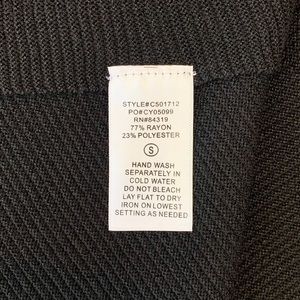 STYLE#C501712
PO#CY05099
RN#84319
77% RAYON
23% POLYESTER
S
HAND WASH
SEPARATELY IN
COLD WATER
DO NOT BLEACH
LAY FLAT TO DRY
IRON ON LOWEST
SETTING AS NEEDED